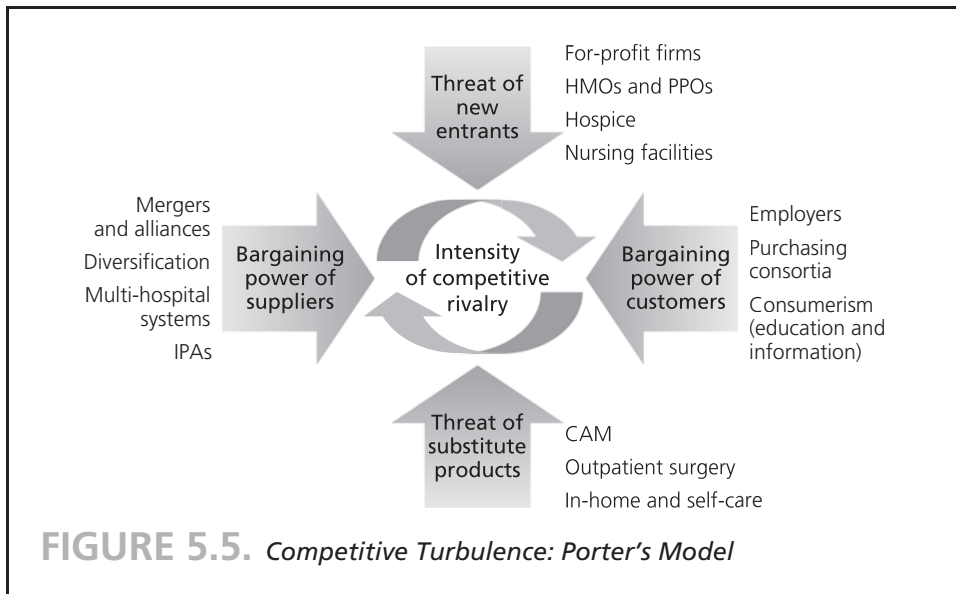 Threat of
new
entrants
For-profit firms
HMOs and PPOs
Hospice
Nursing facilities
Mergers
and alliances
Diversification
Multi-hospital
systems
IPAs
Bargaining
power of
suppliers
Intensity
of competitive
rivalry
Bargaining
power of
customers
Employers
Purchasing
consortia
Consumerism
(education and
information)
Threat of
substitute
products
CAM
Outpatient surgery
In-home and self-care
FIGURE 5.5. Competitive Turbulence: Porter’s Model